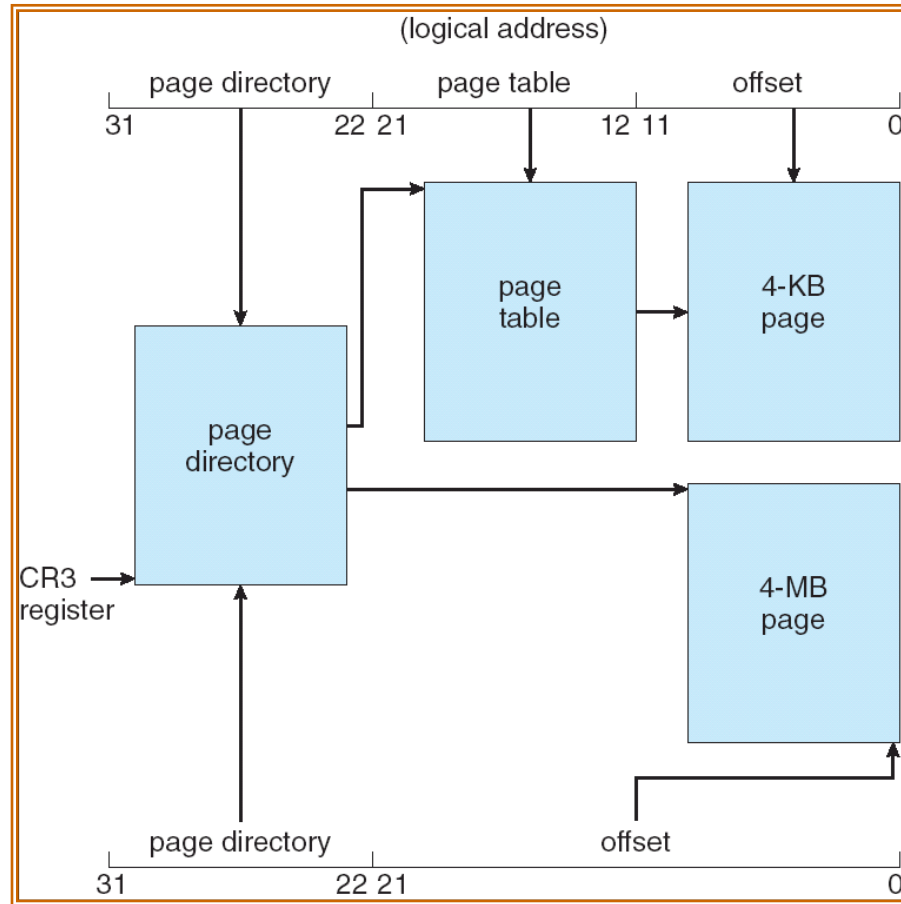 (logical address)
page directory page table offset
31 22 21 12 11 0
page
table
4-KB
page
page
directory
CR3
register
4-MB
page
page directory offset
31 22 21 0